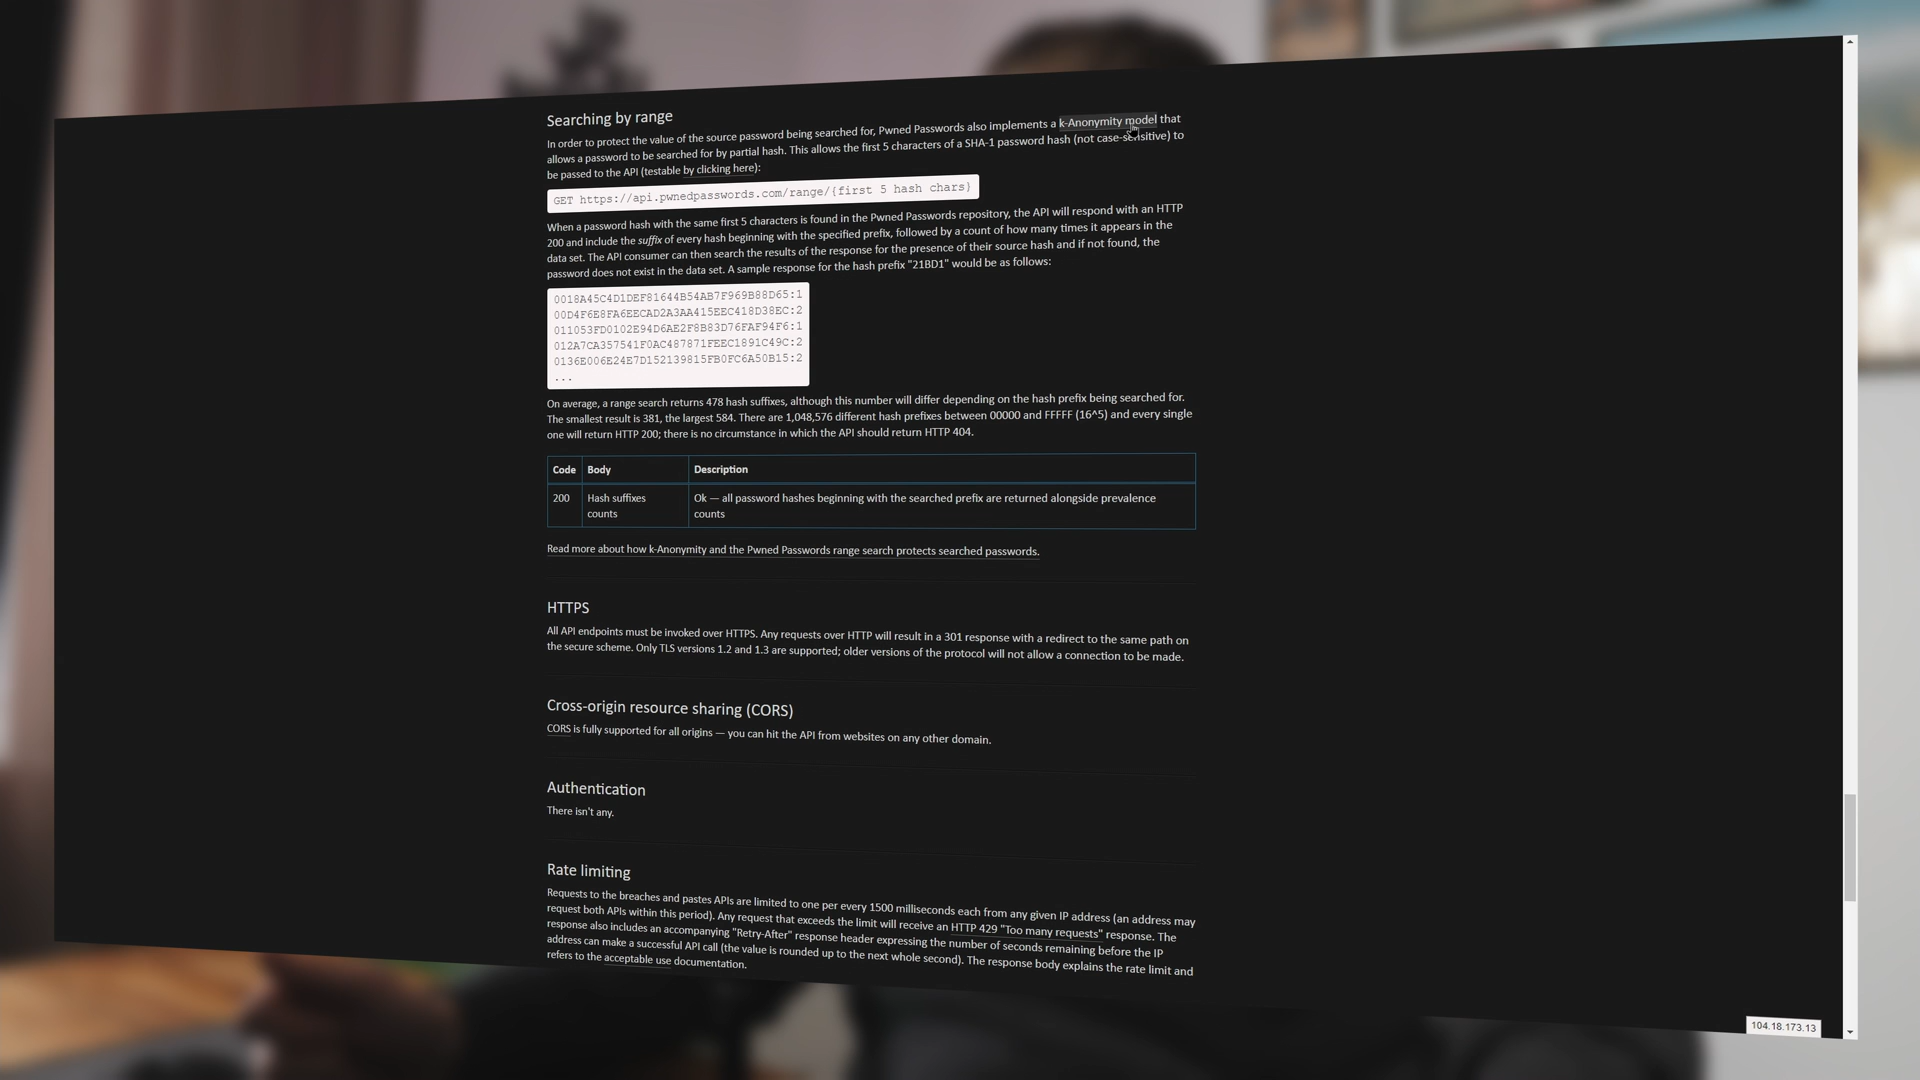 Searching by range
In order to protect the value of the source password being searched for, Pwned Passwords also implements a k-Anonymity model that
allows a password to be searched for by partial hash. This allows the first 5 characters of a SHA-1 password hash (not case-sensitive) to
be passed to the API (testable by clicking here):
GET https://api.pwnedpasswords.com/range/{first 5 hash chars}
When a password hash with the same first 5 characters is found in the Pwned Passwords repository, the API will respond with an HTTP
200 and include the suffix of every hash beginning with the specified prefix, followed by a count of how many times it appears in the
data set. The API consumer can then search the results of the response for the presence of their source hash and if not found, the
password does not exist in the data set. A sample response for the hash prefix "21BD1" would be as follows:
0018A45C4D1DEF81644B54AB7F969B88D65:1
00D4F6E8FA6EECAD2A3AA415EEC418D38EC:2
011053FD0102E94D6AE2F8B83D76FAF94F6:1
012A7CA357541F0AC487871FEEC1891C49C:2
0136E006E24E7D152139815FB0FC6A50B15:2
...
On average, a range search returns 478 hash suffixes, although this number will differ depending on the hash prefix being searched for.
The smallest result is 381, the largest 584. There are 1,048,576 different hash prefixes between 00000 and FFFFF (16^5) and every single
one will return HTTP 200; there is no circumstance in which the API should return HTTP 404.
Code Body Description
200 Hash suffixes Ok — all password hashes beginning with the searched prefix are returned alongside prevalence
counts counts
Read more about how k-Anonymity and the Pwned Passwords range search protects searched passwords.
HTTPS
All API endpoints must be invoked over HTTPS. Any requests over HTTP will result in a 301 response with a redirect to the same path on
the secure scheme. Only TLS versions 1.2 and 1.3 are supported; older versions of the protocol will not allow a connection to be made.
Cross-origin resource sharing (CORS)
CORS is fully supported for all origins — you can hit the API from websites on any other domain.
Authentication
There isn't any.
Rate limiting
Requests to the breaches and pastes APIs are limited to one per every 1500 milliseconds each from any given IP address (an address may
request both APIs within this period). Any request that exceeds the limit will receive an HTTP 429 "Too many requests" response. The
response also includes an accompanying "Retry-After" response header expressing the number of seconds remaining before the IP
address can make a successful API call (the value is rounded up to the next whole second). The response body explains the rate limit and
refers to the acceptable use documentation.
104.18.173.13